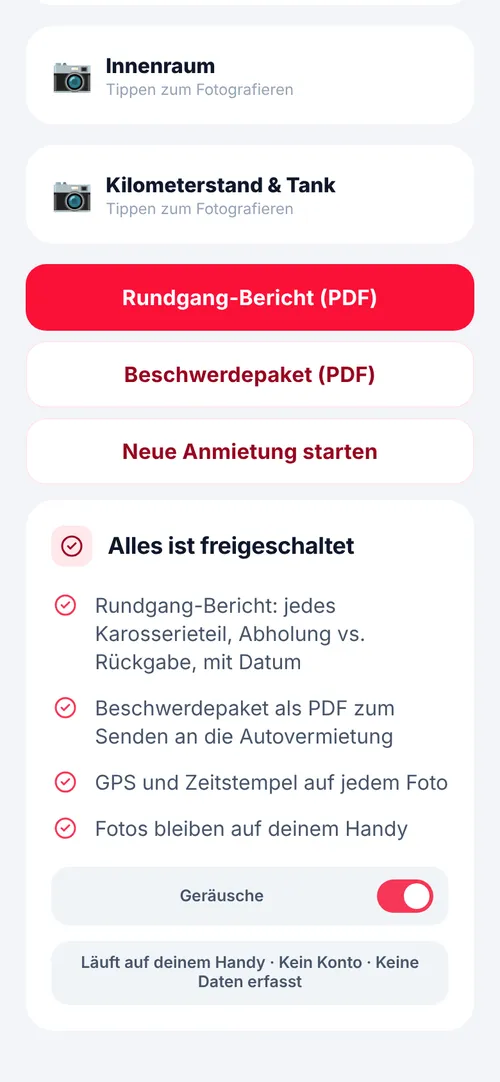 Innenraum
Tippen zum Fotografieren
Kilometerstand & Tank
Tippen zum Fotografieren
Rundgang-Bericht (PDF)
Beschwerdepaket (PDF)
Neue Anmietung starten
Alles ist freigeschaltet
Rundgang-Bericht: jedes
Karosserieteil, Abholung vs.
Rückgabe, mit Datum
Beschwerdepaket als PDF zum
Senden an die Autovermietung
GPS und Zeitstempel auf jedem Foto
Fotos bleiben auf deinem Handy
Geräusche
Läuft auf deinem Handy · Kein Konto · Keine
Daten erfasst